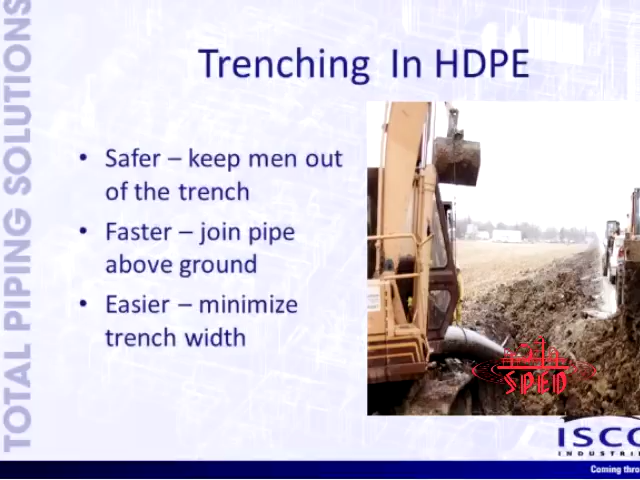 TOTAL PIPING SOLUTIONS
Trenching In HDPE
• Safer – keep men out
of the trench
• Faster – join pipe
above ground
• Easier – minimize
trench width
SPED
ISCO
INDUSTRI
Coming thro